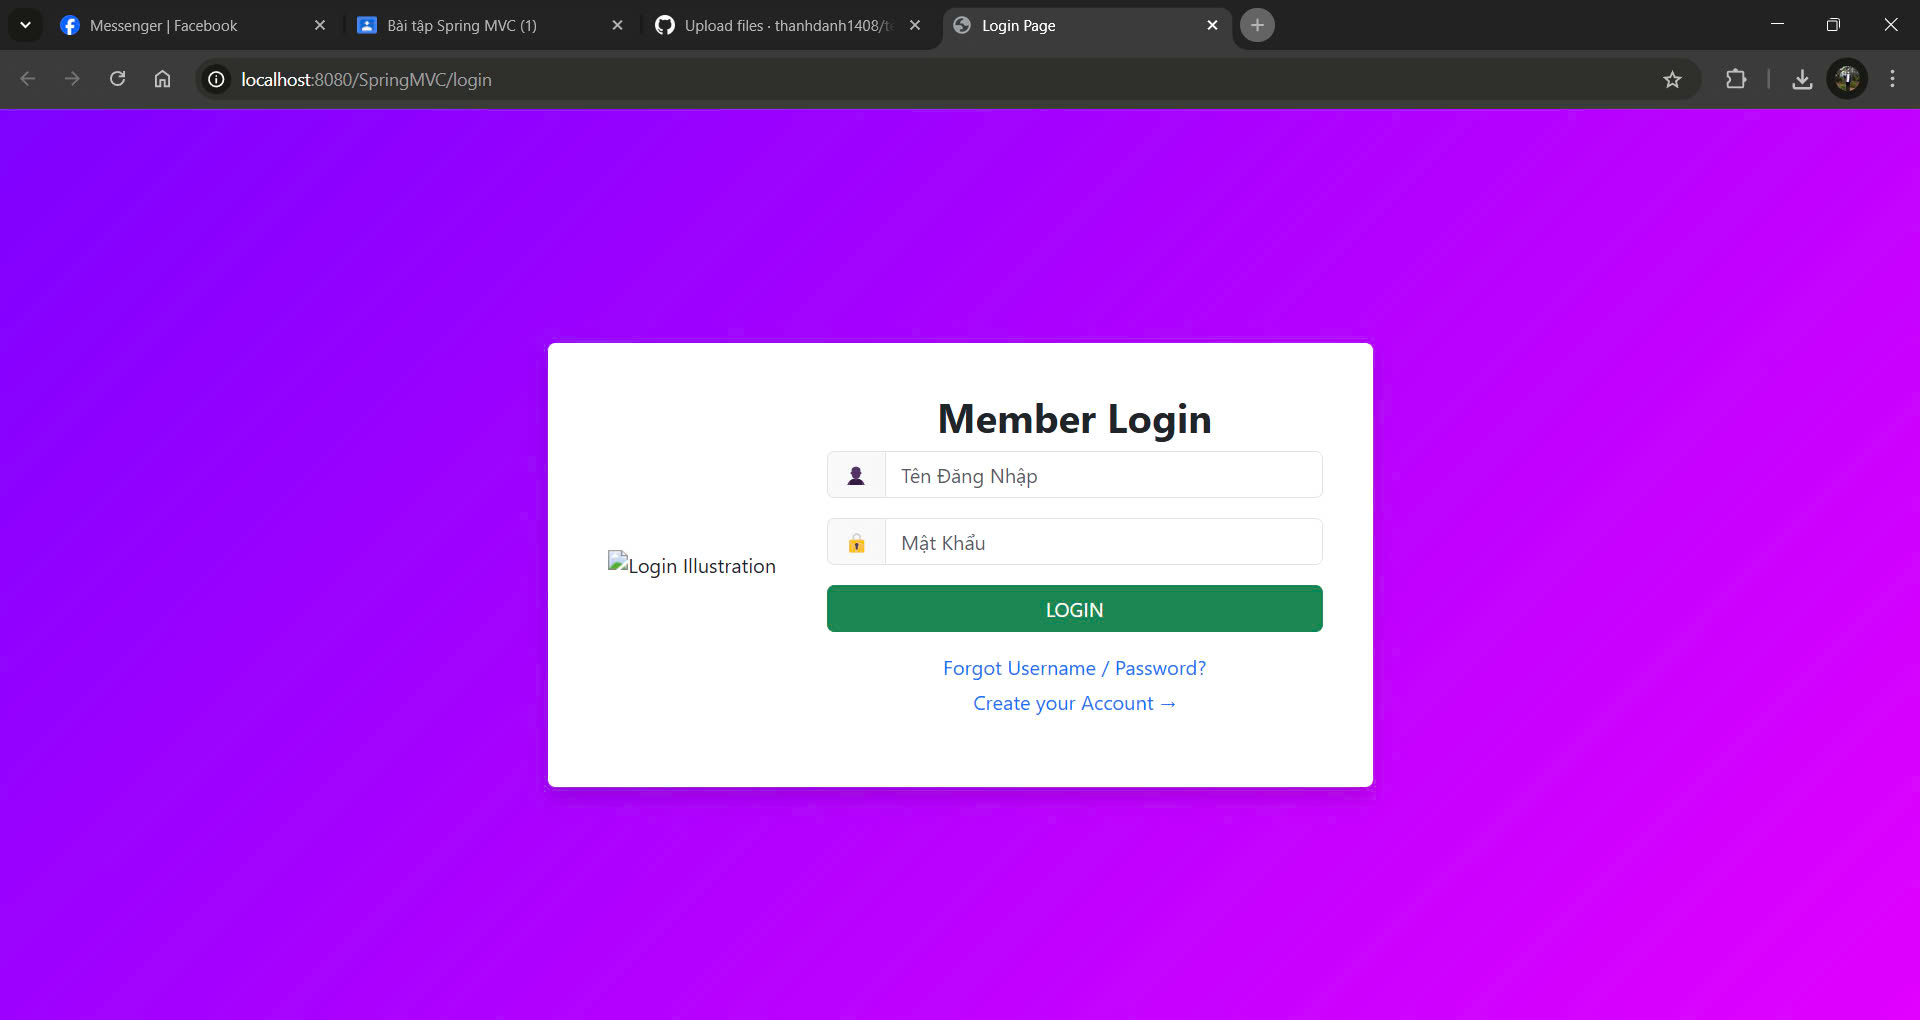 Messenger | Facebook
Bài tập Spring MVC (1)
Upload files · thanhdanh1408/te
Login Page
localhost:8080/SpringMVC/login
Member Login
Tên Đăng Nhập
Login Illustration
Mật Khẩu
LOGIN
Forgot Username / Password?
Create your Account →